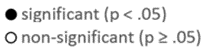 significant (p < .05)
non-significant (p ≥ .05)